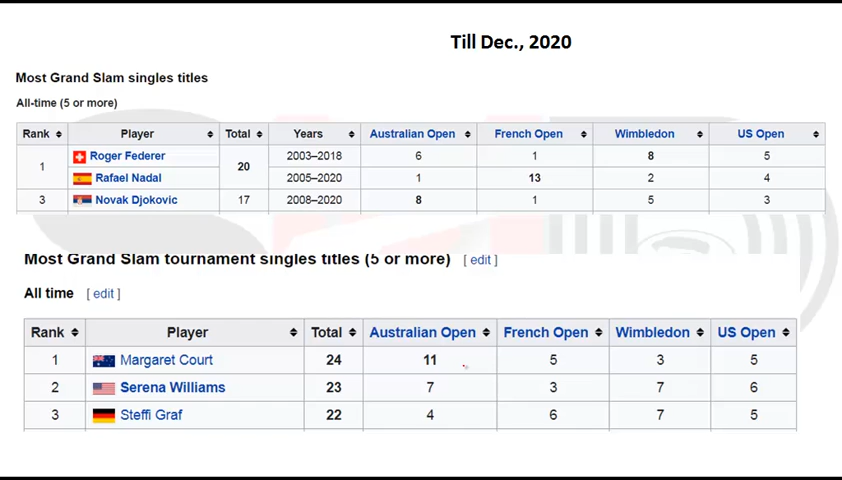 Till Dec., 2020
Most Grand Slam singles titles
All-time (5 or more)
Rank Player Total Years Australian Open French Open Wimbledon US Open
1 Roger Federer 20 2003–2018 6 1 8 5
Rafael Nadal 2005–2020 1 13 2 4
3 Novak Djokovic 17 2008–2020 8 1 5 3
Most Grand Slam tournament singles titles (5 or more) [ edit ]
All time [ edit ]
Rank Player Total Australian Open French Open Wimbledon US Open
1 Margaret Court 24 11 5 3 5
2 Serena Williams 23 7 3 7 6
3 Steffi Graf 22 4 6 7 5